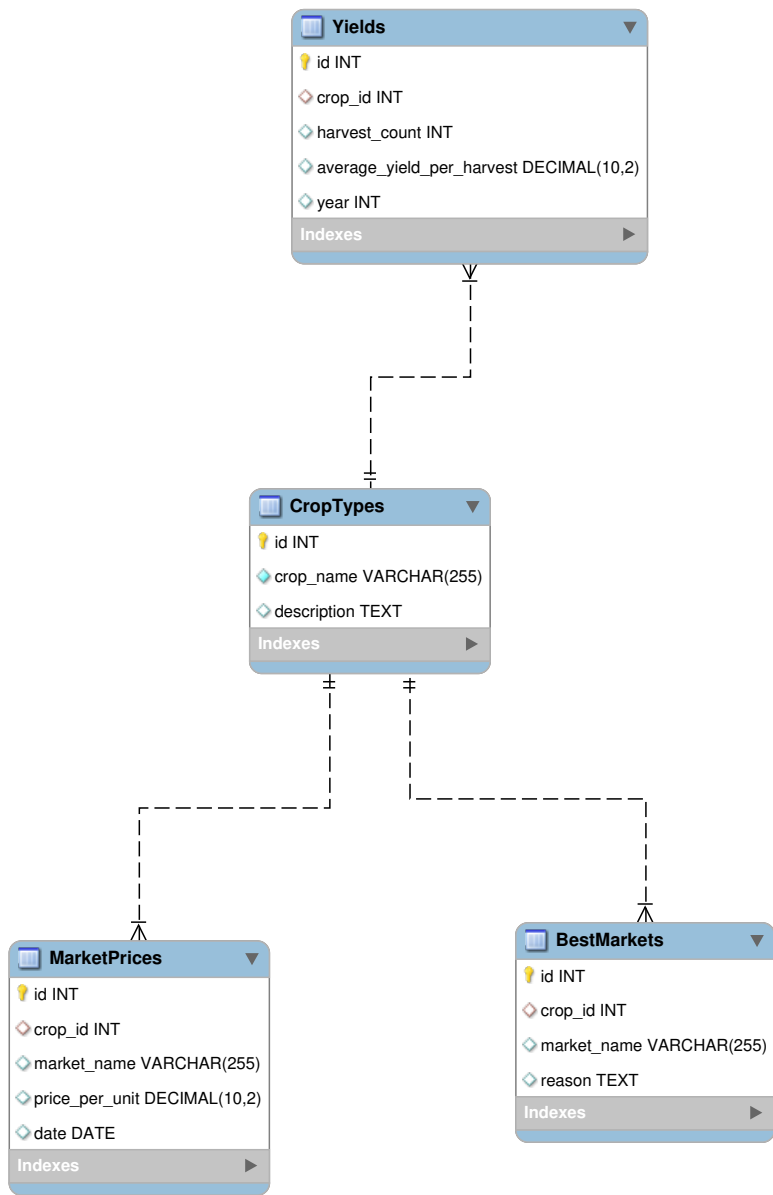 Yields
id INT
crop_id INT
harvest_count INT
average_yield_per_harvest DECIMAL(10,2)
year INT
Indexes
CropTypes
id INT
crop_name VARCHAR(255)
description TEXT
Indexes
MarketPrices
id INT
crop_id INT
market_name VARCHAR(255)
price_per_unit DECIMAL(10,2)
date DATE
Indexes
BestMarkets
id INT
crop_id INT
market_name VARCHAR(255)
reason TEXT
Indexes